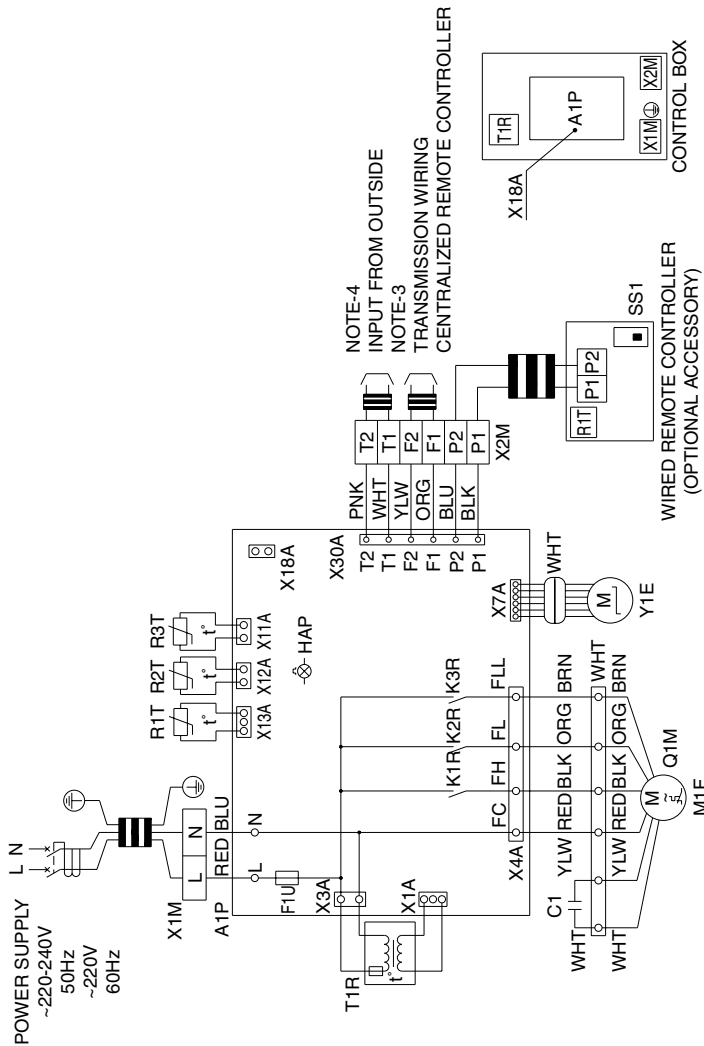 POWER SUPPLY
~220-240V
50Hz
~220V
60Hz
L N
X1M
L N
RED BLU
A1P
L N
F1U
X3A
X1A
T1R
t°
R1T
t°
X13A
R2T
t°
X12A
R3T
t°
X11A
HAP
X18A
X30A
T2
T1
F2
F1
P2
P1
PNK
WHT
YLW
ORG
BLU
BLK
T2
T1
F2
F1
P2
P1
X2M
NOTE-4
INPUT FROM OUTSIDE
NOTE-3
TRANSMISSION WIRING
CENTRALIZED REMOTE CONTROLLER
K1R K2R K3R
FC FH FL FLL
X4A
X7A
YLW RED BLK ORG BRN
WHT
YLW RED BLK ORG BRN
C1
WHT
WHT
M
~
Q1M
M1F
WHT
M
Y1E
R1T
P1 P2
SS1
WIRED REMOTE CONTROLLER
(OPTIONAL ACCESSORY)
T1R
X18A
A1P
X1M
X2M
CONTROL BOX